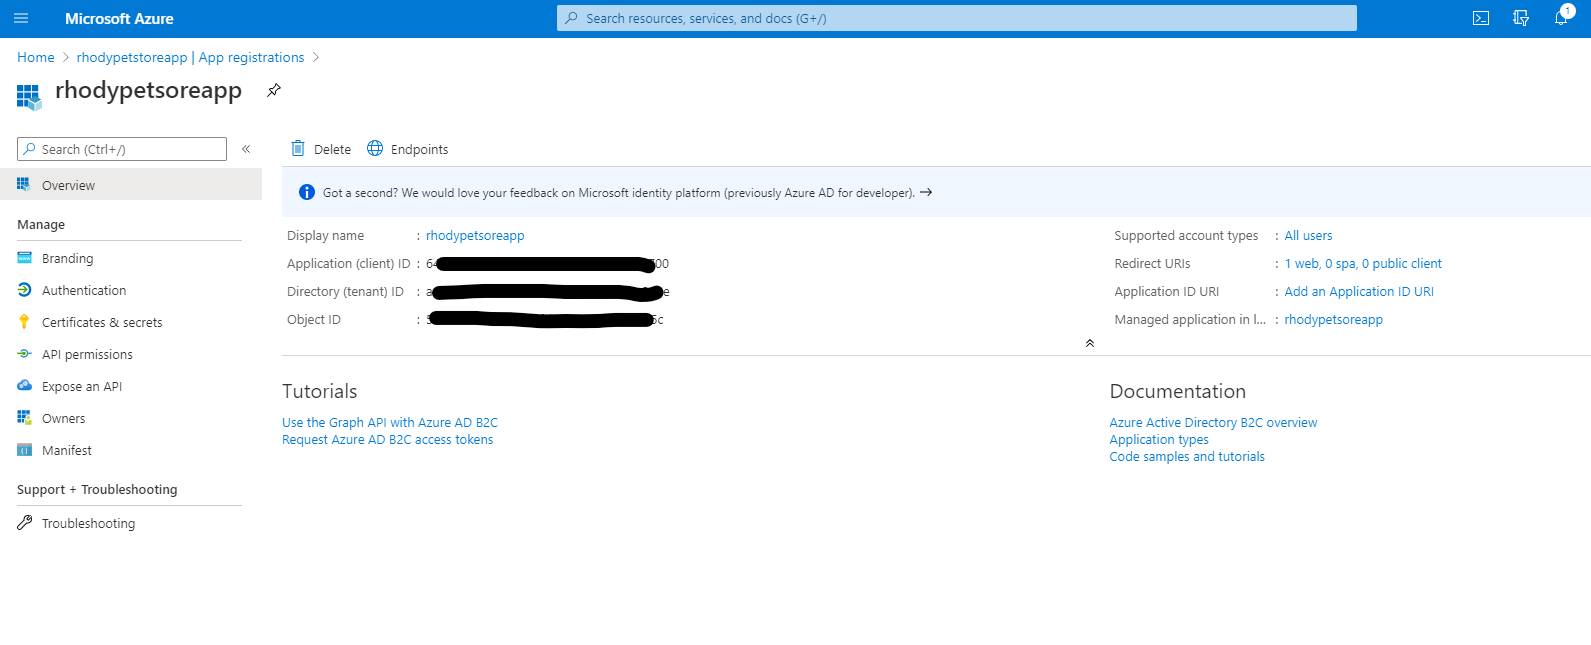 Microsoft Azure
Search resources, services, and docs (G+/)
1
Home > rhodypetstoreapp | App registrations >
rhodypetsoreapp
Search (Ctrl+/)
«
Overview
Manage
Branding
Authentication
Certificates & secrets
API permissions
Expose an API
Owners
Manifest
Support + Troubleshooting
Troubleshooting
Delete
Endpoints
Got a second? We would love your feedback on Microsoft identity platform (previously Azure AD for developer). →
Display name : rhodypetsoreapp
Application (client) ID :
Directory (tenant) ID :
Object ID :
Supported account types : All users
Redirect URIs : 1 web, 0 spa, 0 public client
Application ID URI : Add an Application ID URI
Managed application in l... : rhodypetsoreapp
Tutorials
Use the Graph API with Azure AD B2C
Request Azure AD B2C access tokens
Documentation
Azure Active Directory B2C overview
Application types
Code samples and tutorials